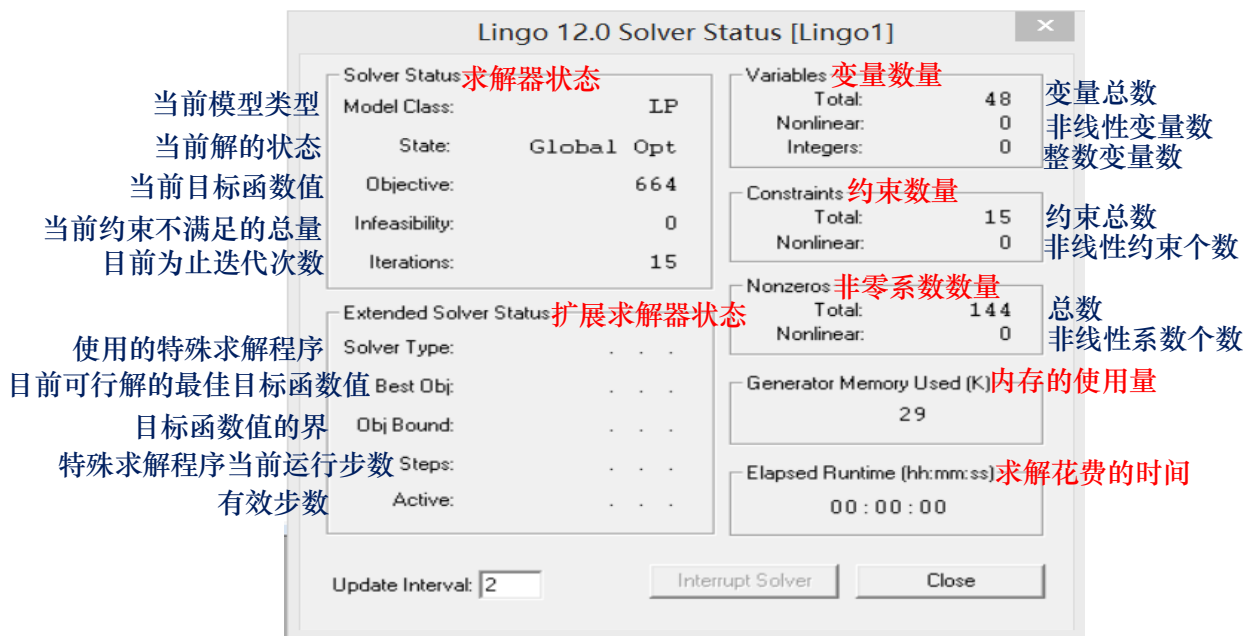 Lingo 12.0 Solver Status [Lingo1]
×
Solver Status 求解器状态
当前模型类型 Model Class: LP
当前解的状态 State: Global Opt
当前目标函数值 Objective: 664
当前约束不满足的总量 Infeasibility: 0
目前为止迭代次数 Iterations: 15
Extended Solver Status 扩展求解器状态
使用的特殊求解程序 Solver Type: . . .
目前可行解的最佳目标函数值 Best Obj: . . .
目标函数值的界 Obj Bound: . . .
特殊求解程序当前运行步数 Steps: . . .
有效步数 Active: . . .
Variables 变量数量
Total: 48 变量总数
Nonlinear: 0 非线性变量数
Integers: 0 整数变量数
Constraints 约束数量
Total: 15 约束总数
Nonlinear: 0 非线性约束个数
Nonzeros 非零系数数量
Total: 144 总数
Nonlinear: 0 非线性系数个数
Generator Memory Used (K) 内存的使用量
29
Elapsed Runtime (hh:mm:ss) 求解花费的时间
00:00:00
Update Interval: 2
Interrupt Solver
Close